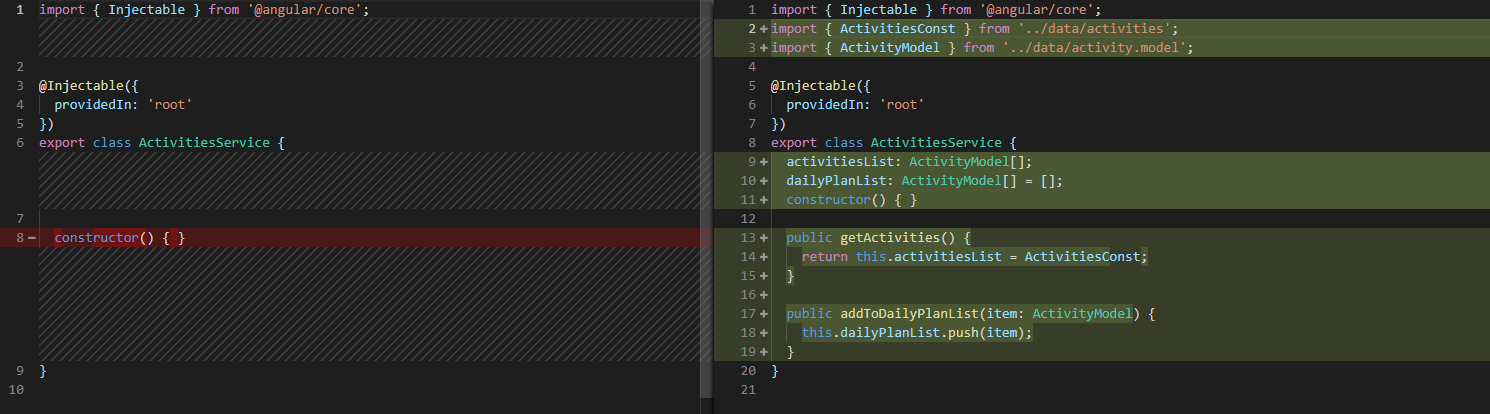 1 import { Injectable } from '@angular/core';
2
3 @Injectable({
4 providedIn: 'root'
5 })
6 export class ActivitiesService {
7
8 - constructor() { }
9 }
10
1 import { Injectable } from '@angular/core';
2 + import { ActivitiesConst } from '../data/activities';
3 + import { ActivityModel } from '../data/activity.model';
4
5 @Injectable({
6 providedIn: 'root'
7 })
8 export class ActivitiesService {
9 + activitiesList: ActivityModel[];
10 + dailyPlanList: ActivityModel[] = [];
11 + constructor() { }
12
13 + public getActivities() {
14 + return this.activitiesList = ActivitiesConst;
15 + }
16 +
17 + public addToDailyPlanList(item: ActivityModel) {
18 + this.dailyPlanList.push(item);
19 + }
20 }
21